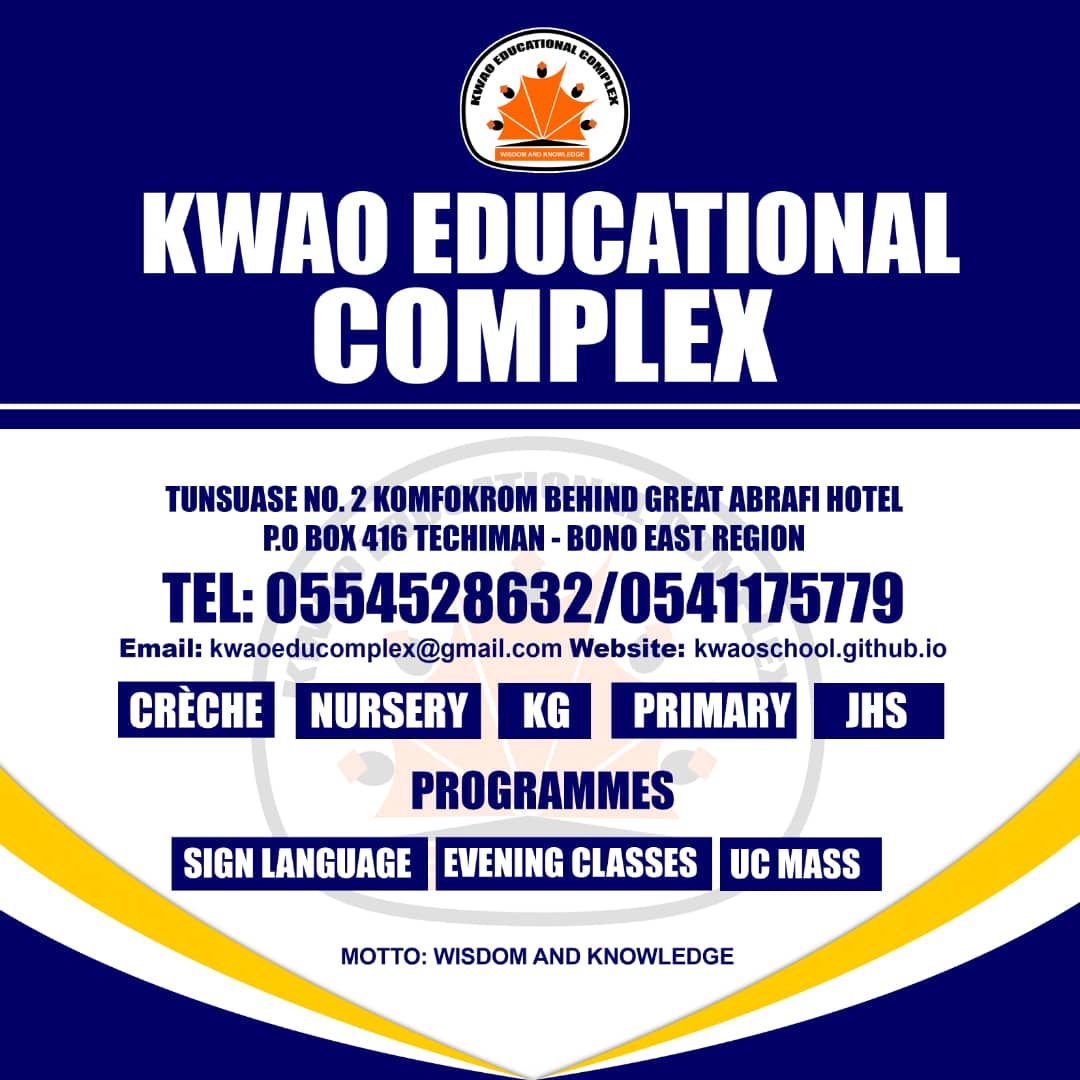 KWAO EDUCATIONAL COMPLEX
WISDOM AND KNOWLEDGE
KWAO EDUCATIONAL
COMPLEX
TUNSUASE NO. 2 KOMFOKROM BEHIND GREAT ABRAFI HOTEL
P.O BOX 416 TECHIMAN - BONO EAST REGION
TEL: 0554528632/0541175779
Email: kwaoeducomplex@gmail.com Website: kwaoschool.github.io
CRÈCHE NURSERY KG PRIMARY JHS
PROGRAMMES
SIGN LANGUAGE EVENING CLASSES UC MASS
MOTTO: WISDOM AND KNOWLEDGE